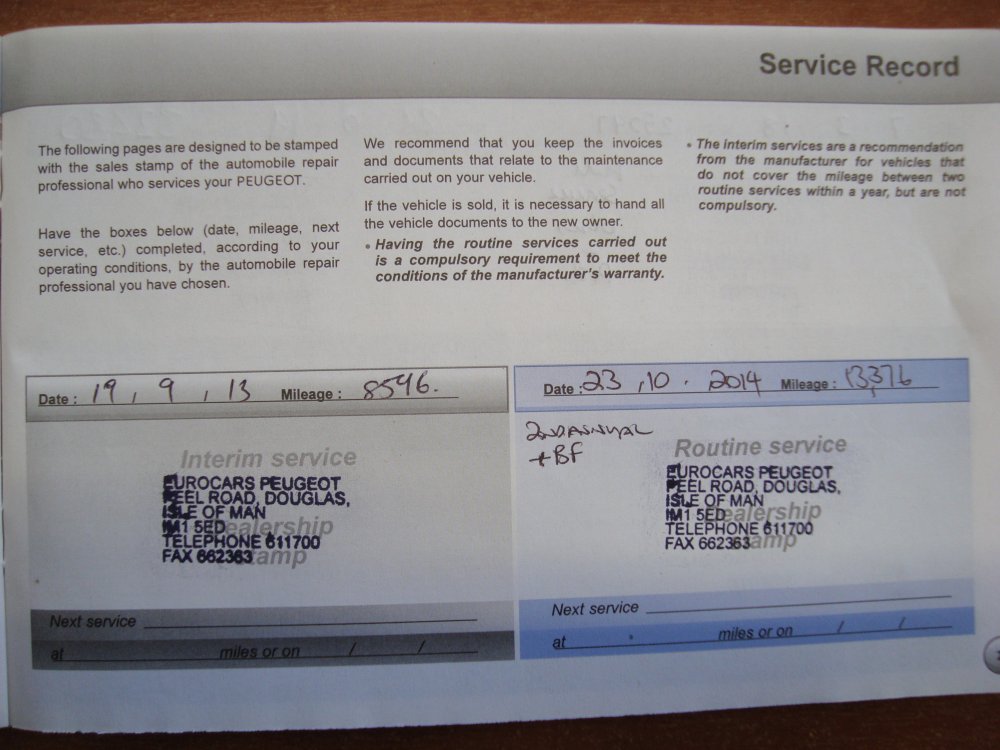 Service Record
The following pages are designed to be stamped
with the sales stamp of the automobile repair
professional who services your PEUGEOT.
Have the boxes below (date, mileage, next
service, etc.) completed, according to your
operating conditions, by the automobile repair
professional you have chosen.
We recommend that you keep the invoices
and documents that relate to the maintenance
carried out on your vehicle.
If the vehicle is sold, it is necessary to hand all
the vehicle documents to the new owner.
• Having the routine services carried out
is a compulsory requirement to meet the
conditions of the manufacturer's warranty.
• The interim services are a recommendation
from the manufacturer for vehicles that
do not cover the mileage between two
routine services within a year, but are not
compulsory.
Date : 19 / 9 / 13 Mileage : 8596.
Interim service
Dealership
stamp
EUROCARS PEUGEOT
PEEL ROAD, DOUGLAS,
ISLE OF MAN
IM1 5ED
TELEPHONE 611700
FAX 662363
Next service
at miles or on / /
Date : 23 / 10 . 2014 Mileage : 13376
2ND ANNUAL
+ BF
Routine service
Dealership
stamp
EUROCARS PEUGEOT
PEEL ROAD, DOUGLAS,
ISLE OF MAN
IM1 5ED
TELEPHONE 611700
FAX 662363
Next service
at miles or on / /